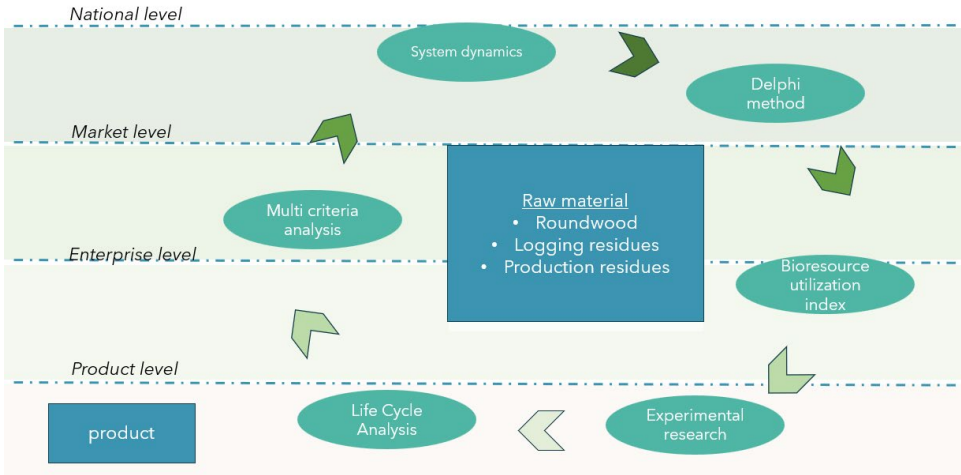 National level
System dynamics
Delphi
method
Market level
Raw material
• Roundwood
• Logging residues
• Production residues
Multi criteria
analysis
Enterprise level
Bioresource
utilization
index
Product level
product
Life Cycle
Analysis
Experimental
research